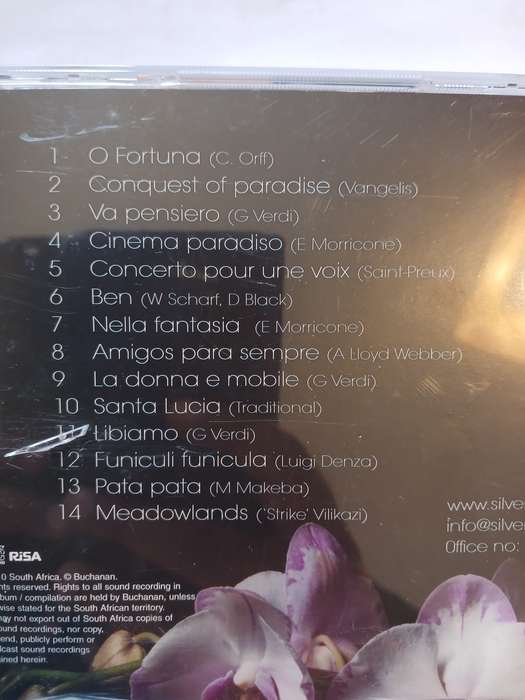 1 O Fortuna (C. Orff)
2 Conquest of paradise (Vangelis)
3 Va pensiero (G Verdi)
4 Cinema paradiso (E Morricone)
5 Concerto pour une voix (Saint-Preux)
6 Ben (W Scharf, D Black)
7 Nella fantasia (E Morricone)
8 Amigos para sempre (A Lloyd Webber)
9 La donna e mobile (G Verdi)
10 Santa Lucia (Traditional)
11 Libiamo (G Verdi)
12 Funiculi funicula (Luigi Denza)
13 Pata pata (M Makeba)
14 Meadowlands ('Strike' Vilikazi)
www.silve
info@silve
Office no:
RiSA
0 South Africa. © Buchanan.
nts reserved. Rights to all sound recording in
bum / compilation are held by Buchanan, unless
wise stated for the South African territory.
not export out of South Africa copies of
und recordings, nor copy,
end, publicly perform or
dcast sound recordings
ained herein.